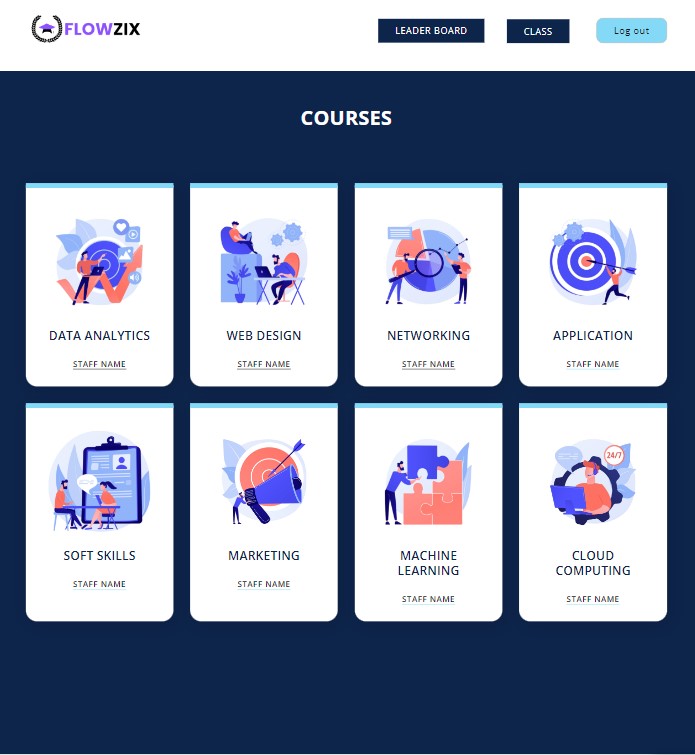 FLOWZIX
LEADER BOARD
CLASS
Log out
COURSES
DATA ANALYTICS
STAFF NAME
WEB DESIGN
STAFF NAME
NETWORKING
STAFF NAME
APPLICATION
STAFF NAME
SOFT SKILLS
STAFF NAME
MARKETING
STAFF NAME
MACHINE
LEARNING
STAFF NAME
24/7
CLOUD
COMPUTING
STAFF NAME